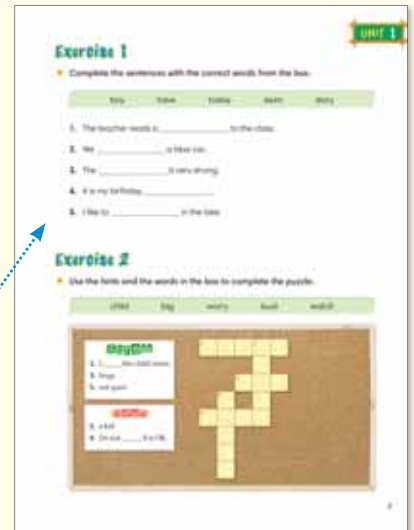 UNIT 1
Exercise 1
Complete the sentences with the correct words from the box.
boy have today swim story
1. The teacher reads a ______ to the class.
2. We ______ a blue car.
3. The ______ is very strong.
4. It is my birthday ______.
5. I like to ______ in the lake.
Exercise 2
Use the hints and the words in the box to complete the puzzle.
child big worry loud watch
1. I ______ the
3. huge
5. not quiet
2. a kid
4. Do not ______. It is OK.